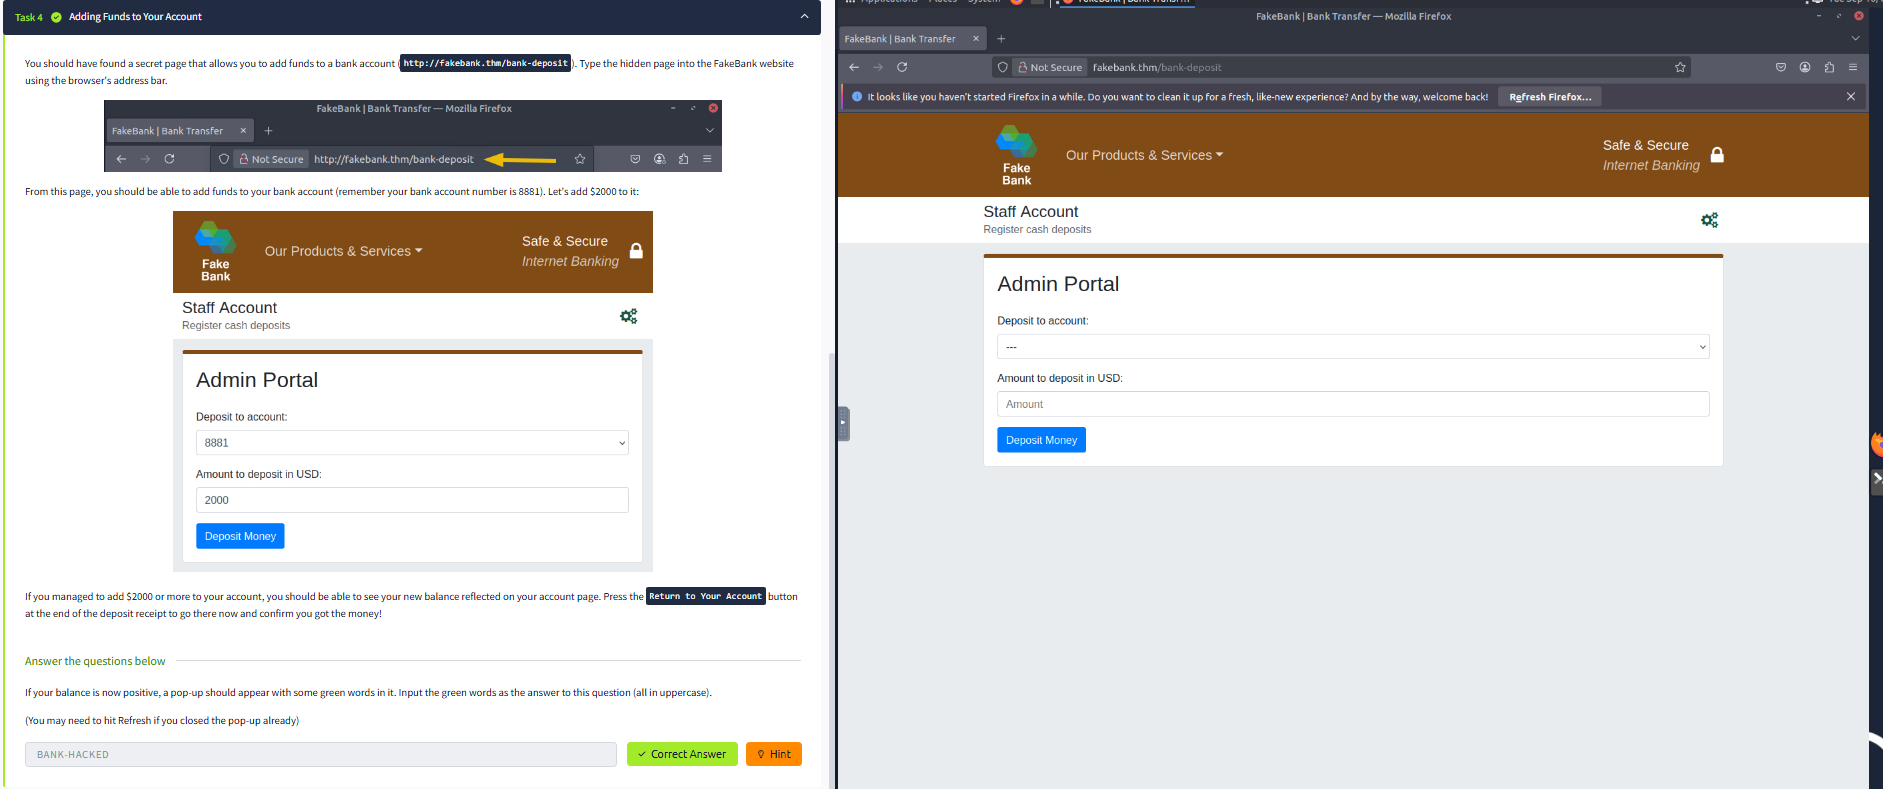 Task 4 Adding Funds to Your Account
You should have found a secret page that allows you to add funds to a bank account ( http://fakebank.thm/bank-deposit ). Type the hidden page into the FakeBank website
using the browser's address bar.
FakeBank | Bank Transfer — Mozilla Firefox
FakeBank | Bank Transfer × +
Not Secure http://fakebank.thm/bank-deposit
From this page, you should be able to add funds to your bank account (remember your bank account number is 8881). Let's add $2000 to it:
Fake
Bank
Our Products & Services
Safe & Secure
Internet Banking
Staff Account
Register cash deposits
Admin Portal
Deposit to account:
8881
Amount to deposit in USD:
2000
Deposit Money
If you managed to add $2000 or more to your account, you should be able to see your new balance reflected on your account page. Press the Return to Your Account button
at the end of the deposit receipt to go there now and confirm you got the money!
Answer the questions below
If your balance is now positive, a pop-up should appear with some green words in it. Input the green words as the answer to this question (all in uppercase).
(You may need to hit Refresh if you closed the pop-up already)
BANK-HACKED
Correct Answer
Hint
Applications Places System
FakeBank | Bank Transfer — Mozilla Firefox
FakeBank | Bank Transfer × +
Not Secure fakebank.thm/bank-deposit
It looks like you haven't started Firefox in a while. Do you want to clean it up for a fresh, like-new experience? And by the way, welcome back! Refresh Firefox...
Fake
Bank
Our Products & Services
Safe & Secure
Internet Banking
Staff Account
Register cash deposits
Admin Portal
Deposit to account:
---
Amount to deposit in USD:
Amount
Deposit Money